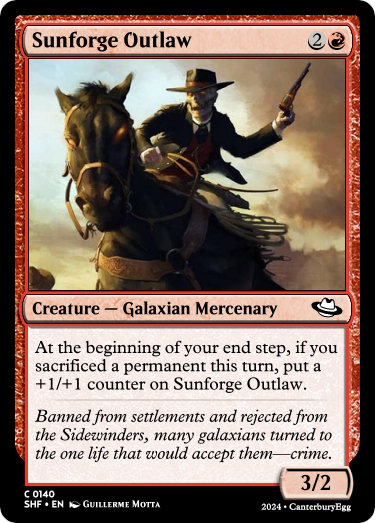 Sunforge Outlaw 2
Creature — Galaxian Mercenary
At the beginning of your end step, if you
sacrificed a permanent this turn, put a
+1/+1 counter on Sunforge Outlaw.
Banned from settlements and rejected from
the Sidewinders, many galaxians turned to
the one life that would accept them—crime.
3/2
C 0140
SHF • EN Guillerme Motta
2024 • CanterburyEgg